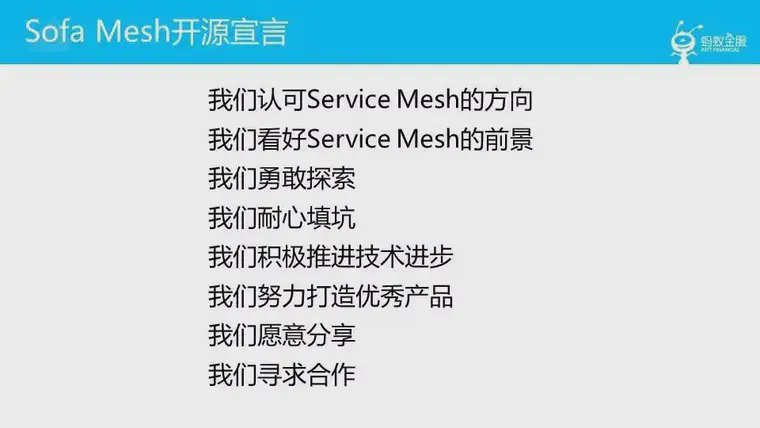 Sofa Mesh开源宣言
蚂蚁金服
ANT FINANCIAL
我们认可Service Mesh的方向
我们看好Service Mesh的前景
我们勇敢探索
我们耐心填坑
我们积极推进技术进步
我们努力打造优秀产品
我们愿意分享
我们寻求合作